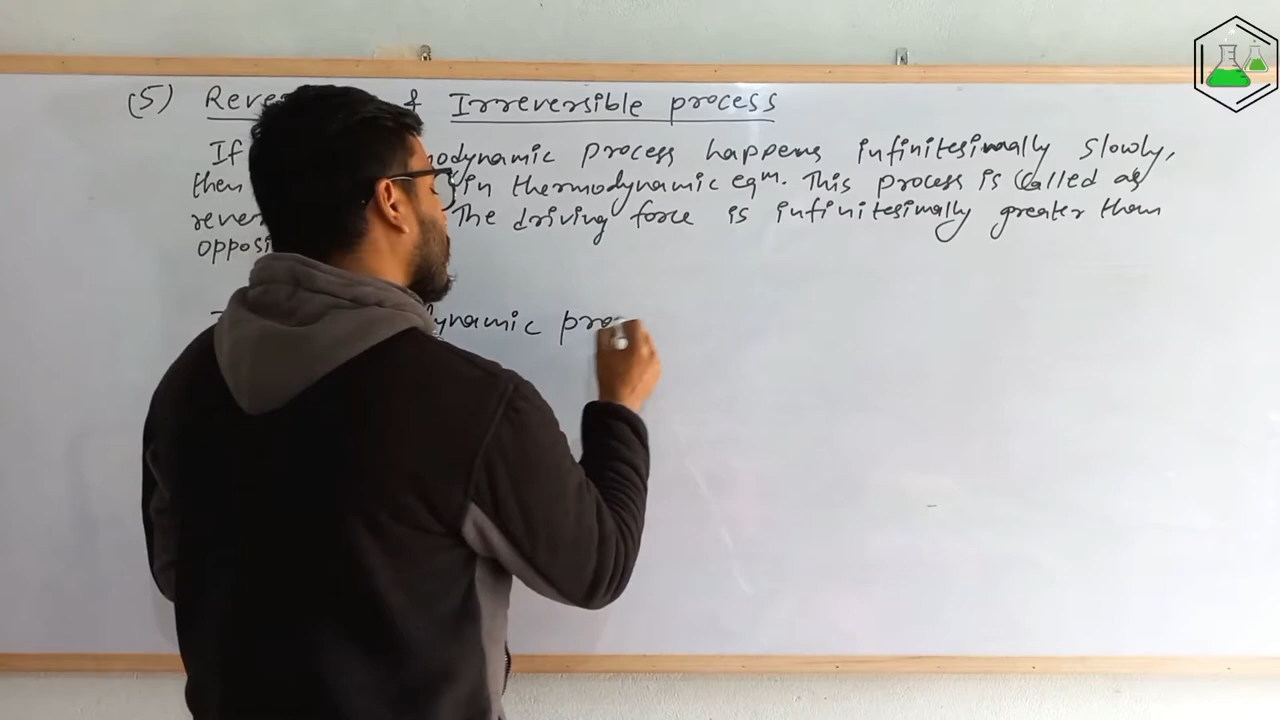 (5) Reve & Irreversible process
If odynamic process happens infinitesimally slowly,
then in thermodynamic eqm. This process is called as
rever The driving force is infinitesimally greater than
opposi
dynamic pro